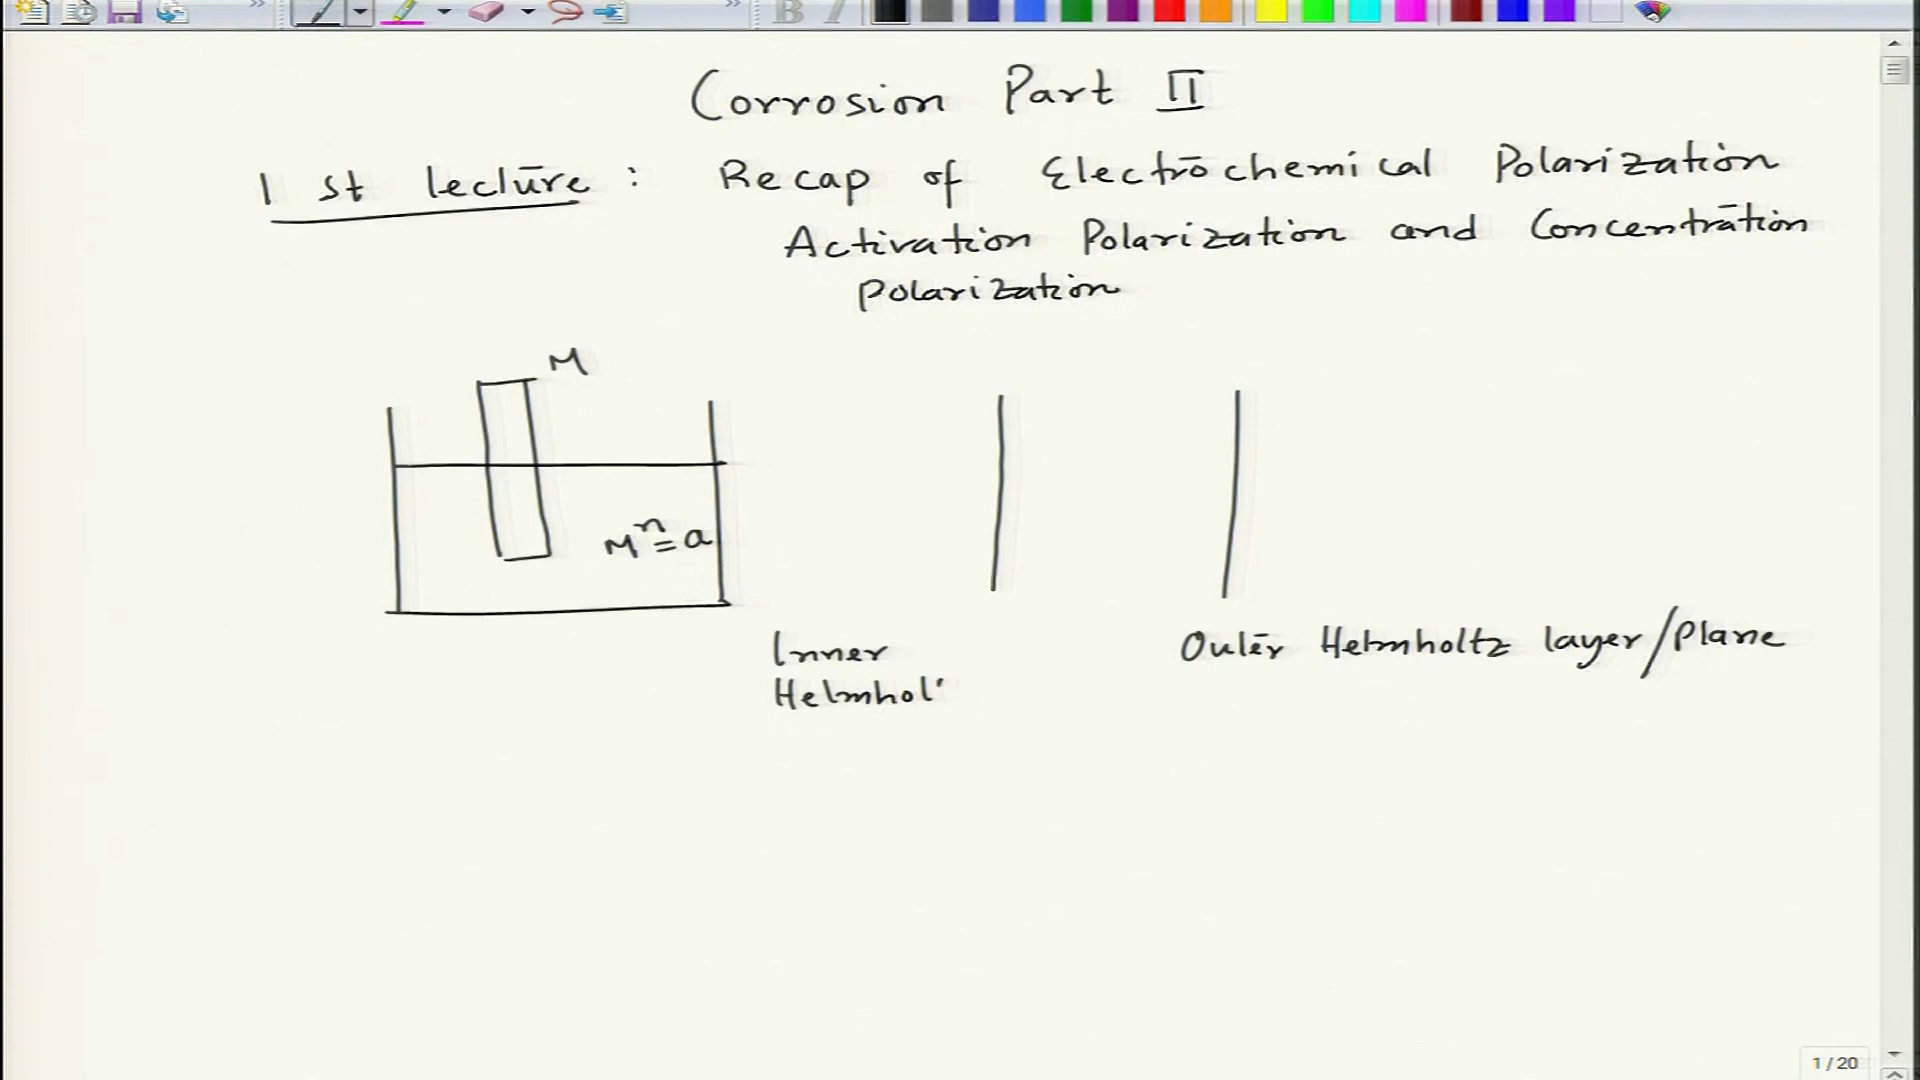 Corrosion Part II
1 st lecture : Recap of Electrochemical Polarization
Activation Polarization and Concentration
Polarization
M
Mⁿ = a
Inner
Helmhol
Outer Helmholtz layer/Plane
1 / 20